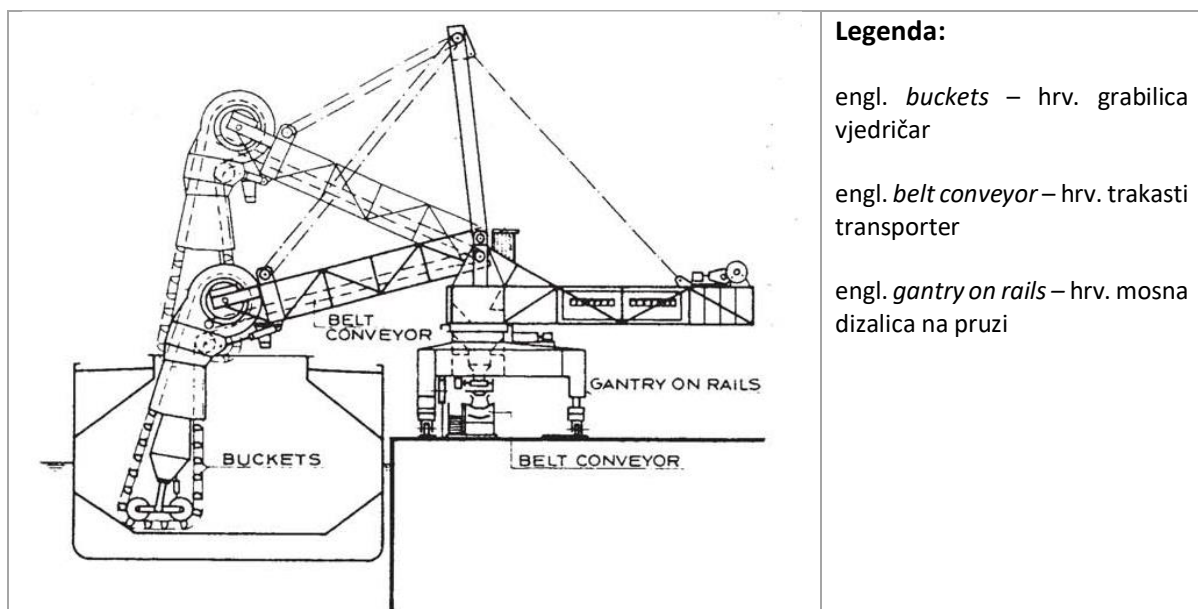 BELT
CONVEYOR
GANTRY ON RAILS
BUCKETS
BELT CONVEYOR
Legenda:
engl. buckets – hrv. grabilica
vjedričar
engl. belt conveyor – hrv. trakasti
transporter
engl. gantry on rails – hrv. mosna
dizalica na pruzi